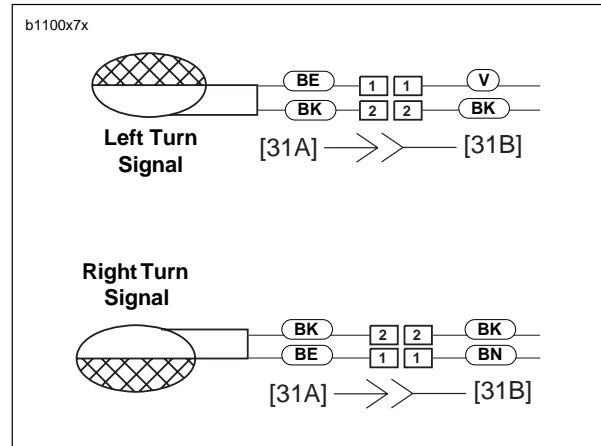 b1100x7x
BE 1 1 V
BK 2 2 BK
Left Turn
Signal
[31A] [31B]
Right Turn
Signal
BK 2 2 BK
BE 1 1 BN
[31A] [31B]